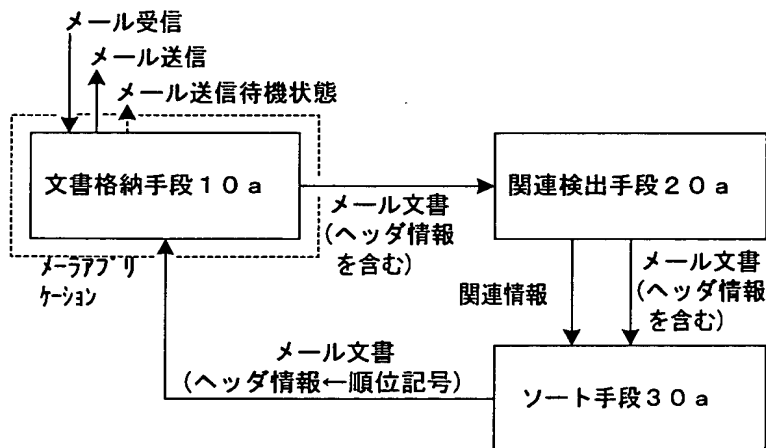 メール受信
メール送信
メール送信待機状態
文書格納手段10a
関連検出手段20a
メール文書
(ヘッダ情報
を含む)
メーラアプリ
ケーション
関連情報
メール文書
(ヘッダ情報
を含む)
メール文書
(ヘッダ情報←順位記号)
ソート手段30a